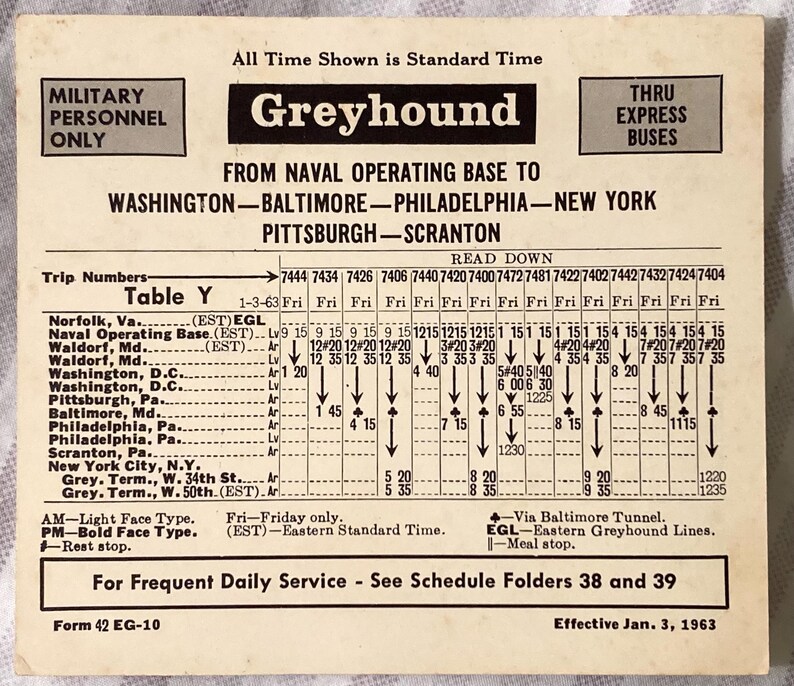 All Time Shown is Standard Time
MILITARY
PERSONNEL
ONLY
Greyhound
THRU
EXPRESS
BUSES
FROM NAVAL OPERATING BASE TO
WASHINGTON—BALTIMORE—PHILADELPHIA—NEW YORK
PITTSBURGH—SCRANTON
READ DOWN
Trip Numbers 7444 7434 7426 7406 7440 7420 7400 7472 7481 7422 7402 7442 7432 7424 7404
Table Y 1-3-63 Fri Fri Fri Fri Fri Fri Fri Fri Fri Fri Fri Fri Fri Fri Fri
Norfolk, Va. (EST) EGL
Naval Operating Base (EST) Lv 9 15 9 15 9 15 9 15 1215 1215 1215 1 15 1 15 1 15 1 15 4 15 4 15 4 15 4 15
Waldorf, Md. (EST) Ar 12#20 12#20 12#20 3#20 3#20 4#20 4#20 7#20 7#20 7#20
Waldorf, Md. Lv 12 35 12 35 12 35 3 35 3 35 4 35 4 35 7 35 7 35 7 35
Washington, D.C. Ar 1 20 4 40 5#40 5||40 8 20
Washington, D.C. Lv 6 00 6 30
Pittsburgh, Pa. Ar 1225
Baltimore, Md. Ar 1 45 ♣ ♣ ♣ ♣ 6 55 ♣ ♣ 8 45 ♣ ♣
Philadelphia, Pa. Ar 4 15 7 15 8 15 1115
Philadelphia, Pa. Lv
Scranton, Pa. Ar 1230
New York City, N.Y.
Grey. Term., W. 34th St. Ar 5 20 8 20 9 20 1220
Grey. Term., W. 50th (EST) Ar 5 35 8 35 9 35 1235
AM—Light Face Type. Fri—Friday only. ♣—Via Baltimore Tunnel.
PM—Bold Face Type. (EST)—Eastern Standard Time. EGL—Eastern Greyhound Lines.
#—Rest stop. ||—Meal stop.
For Frequent Daily Service - See Schedule Folders 38 and 39
Form 42 EG-10 Effective Jan. 3, 1963